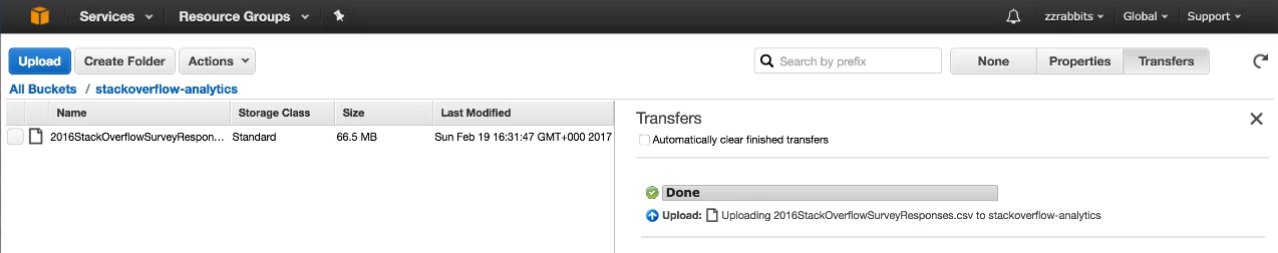 Services Resource Groups zzrabbits Global Support
Upload Create Folder Actions Search by prefix None Properties Transfers
All Buckets / stackoverflow-analytics
Name Storage Class Size Last Modified
2016StackOverflowSurveyRespon... Standard 66.5 MB Sun Feb 19 16:31:47 GMT+000 2017
Transfers
Automatically clear finished transfers
Done
Upload: Uploading 2016StackOverflowSurveyResponses.csv to stackoverflow-analytics